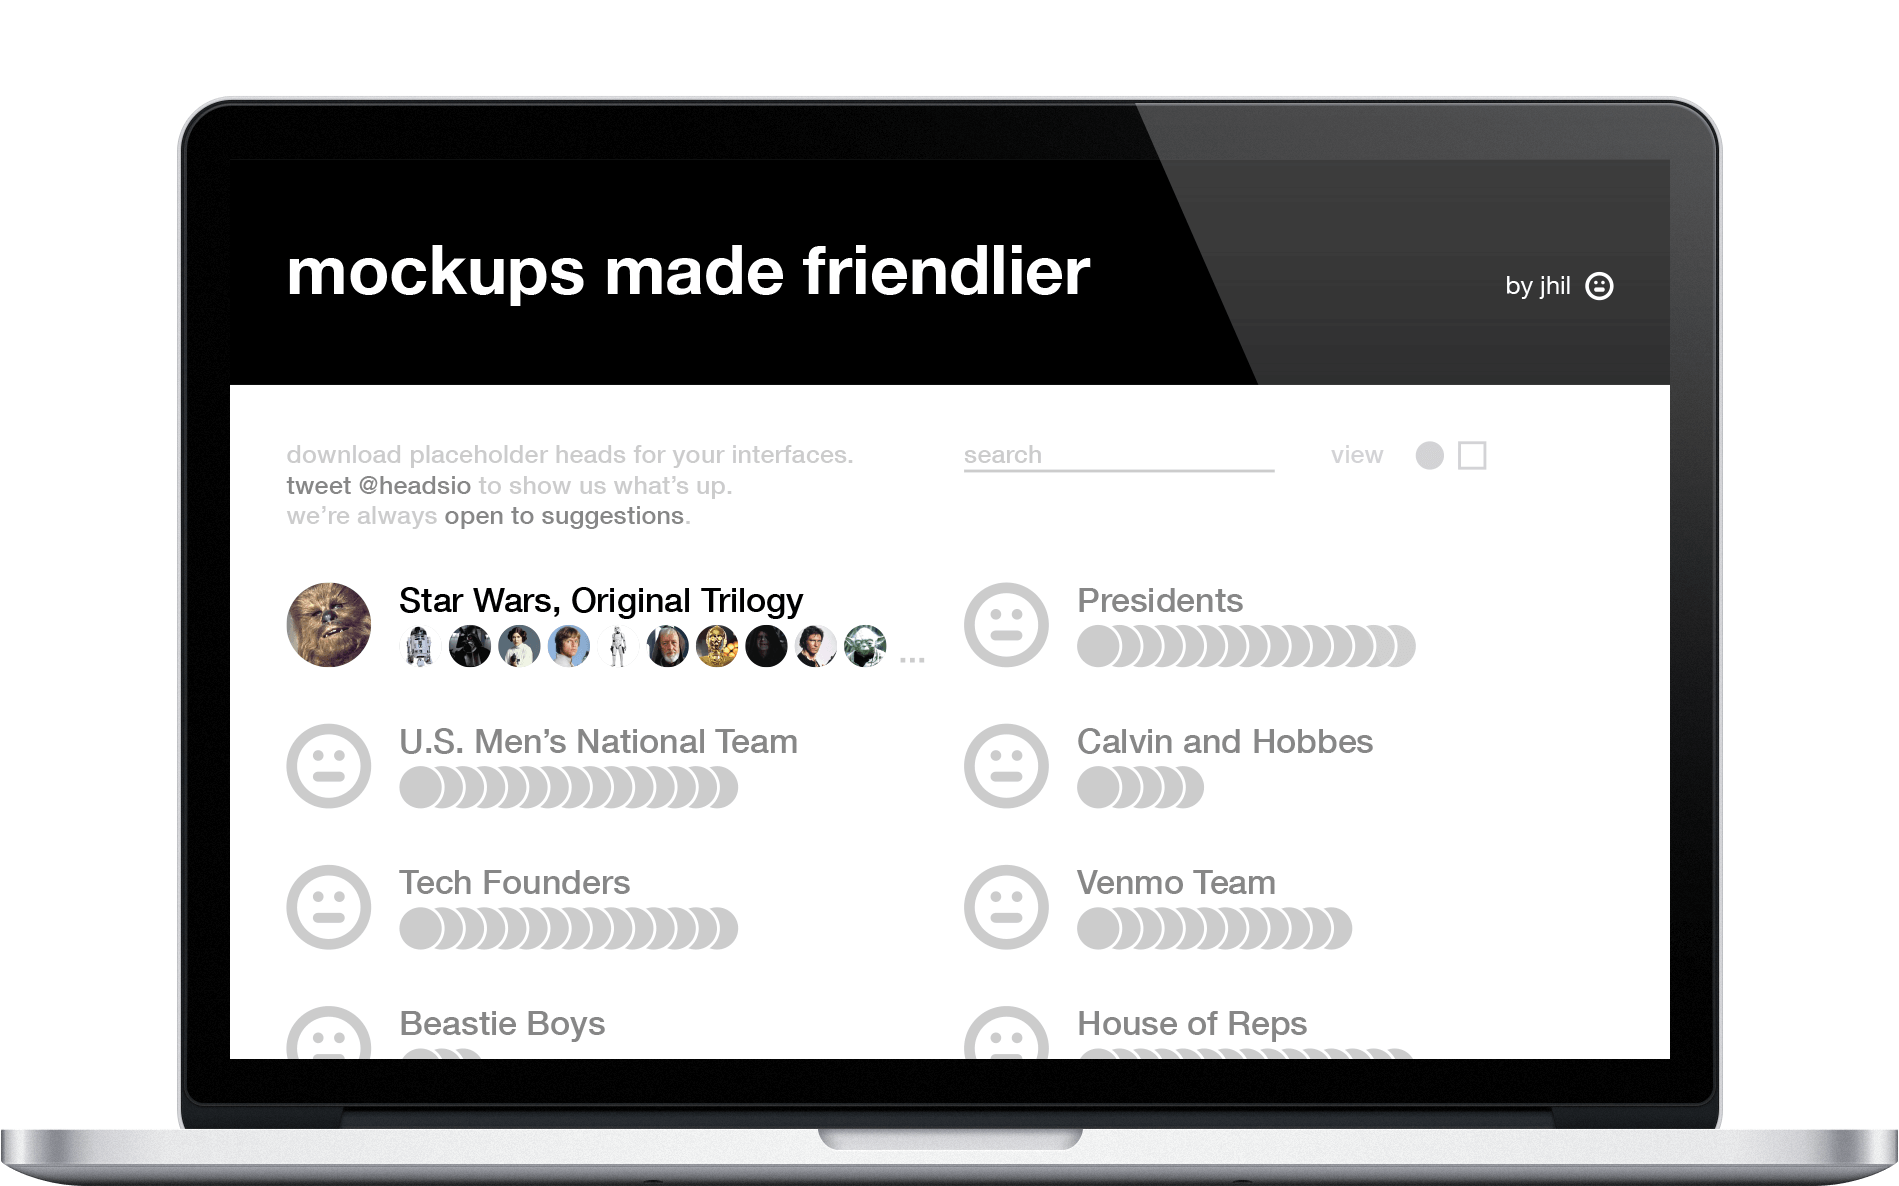 mockups made friendlier
by jhil
download placeholder heads for your interfaces.
tweet @headsio to show us what’s up.
we’re always open to suggestions.
search
view
Star Wars, Original Trilogy
...
Presidents
U.S. Men’s National Team
Calvin and Hobbes
Tech Founders
Venmo Team
Beastie Boys
House of Reps